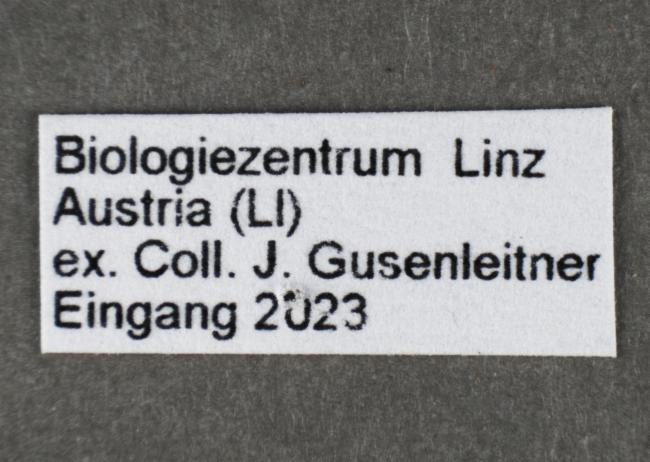 Biologiezentrum Linz
Austria (LI)
ex. Coll. J. Gusenleitner
Eingang 2023